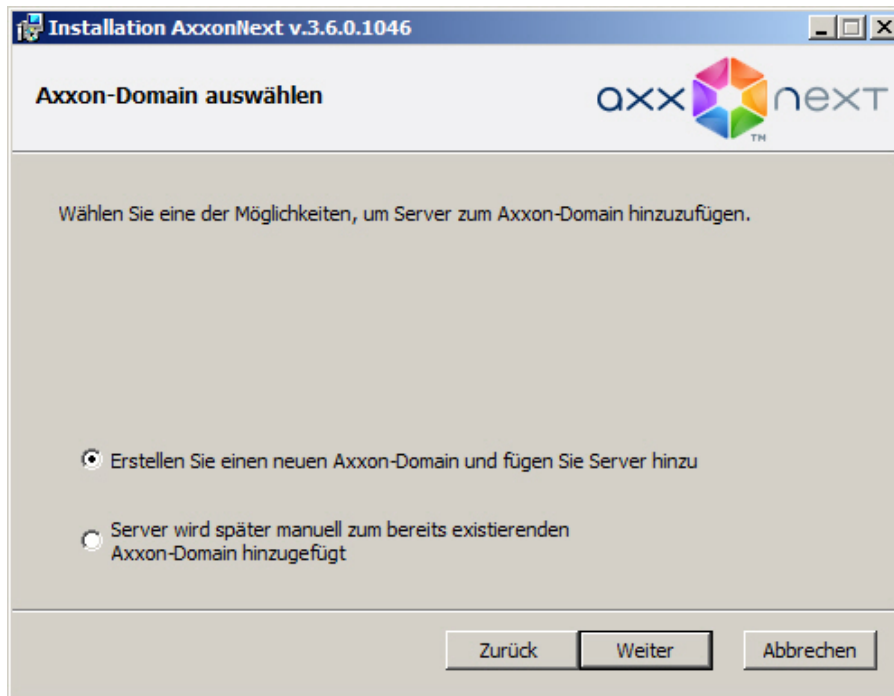 Installation AxxonNext v.3.6.0.1046
Axxon-Domain auswählen
axxonext
TM
Wählen Sie eine der Möglichkeiten, um Server zum Axxon-Domain hinzuzufügen.
Erstellen Sie einen neuen Axxon-Domain und fügen Sie Server hinzu
Server wird später manuell zum bereits existierenden
Axxon-Domain hinzugefügt
Zurück Weiter Abbrechen